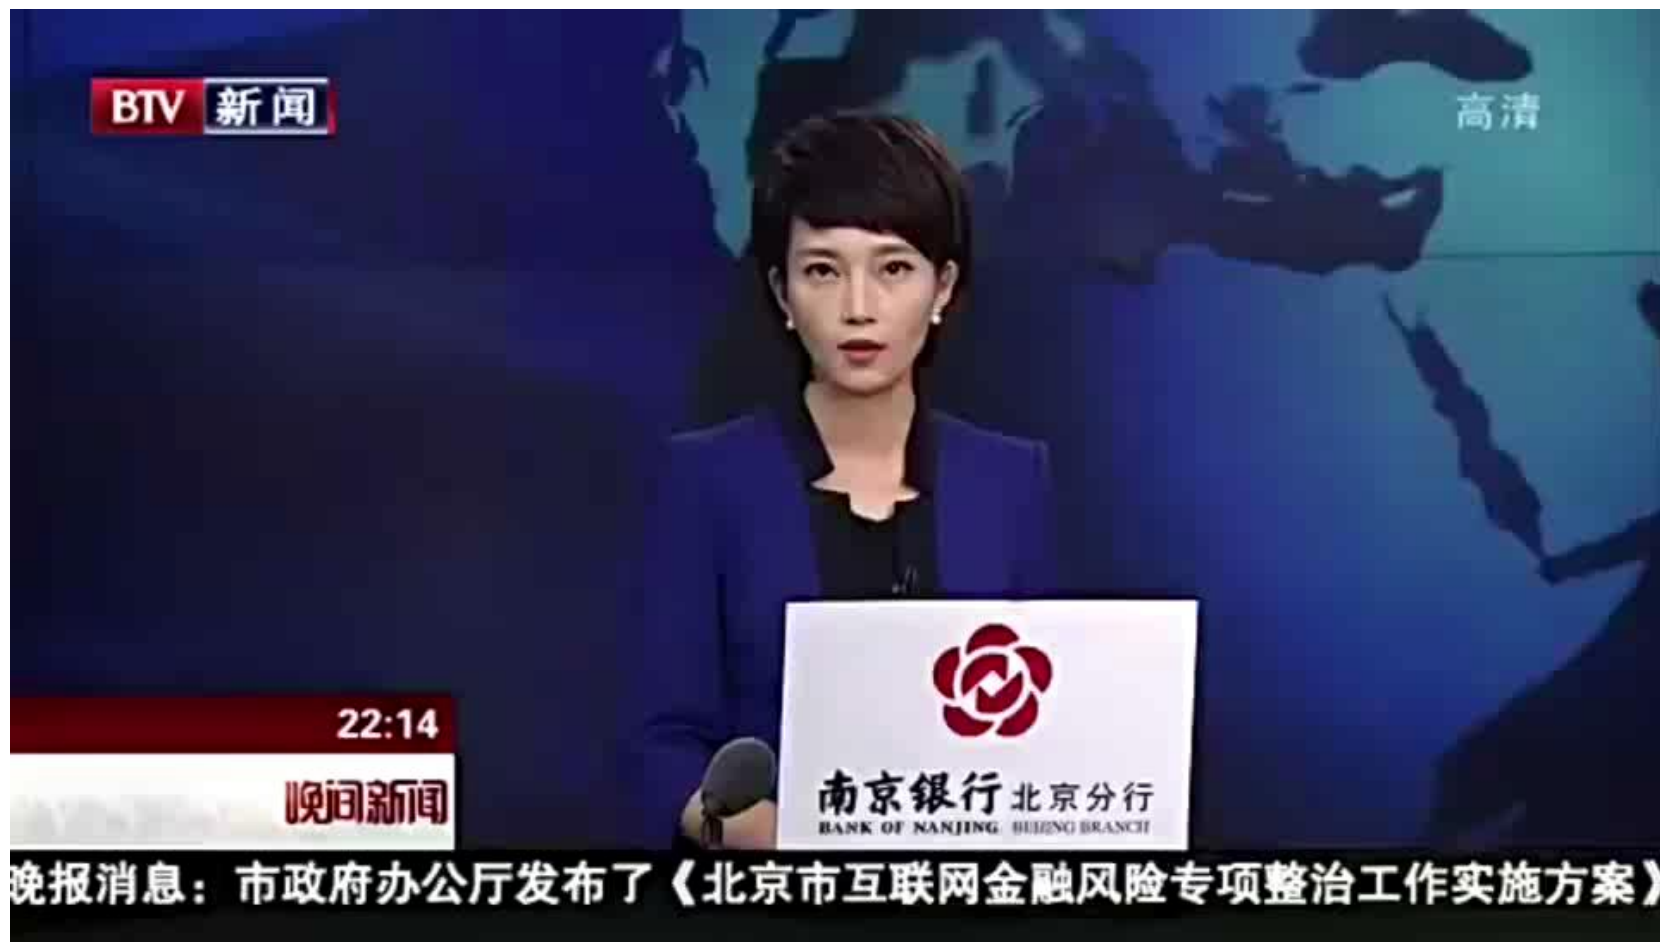 BTV 新闻
高清
22:14
晚间新闻
南京银行 北京分行
BANK OF NANJING BEIJING BRANCH
晚报消息：市政府办公厅发布了《北京市互联网金融风险专项整治工作实施方案》